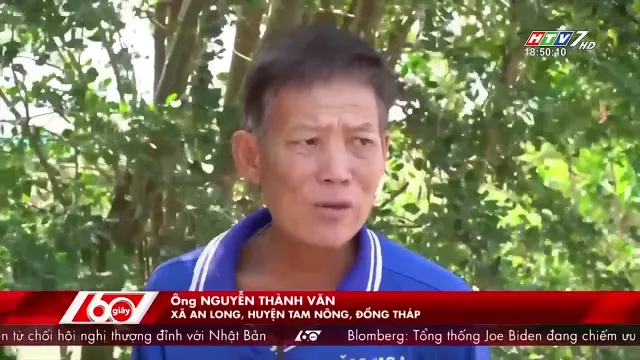 HTV7 HD
18:50:10
60 giây
Ông NGUYỄN THÀNH VĂN
XÃ AN LONG, HUYỆN TAM NÔNG, ĐỒNG THÁP
ên từ chối hội nghị thượng đỉnh với Nhật Bản Blomberg: Tổng thống Joe Biden đang chiếm ưu